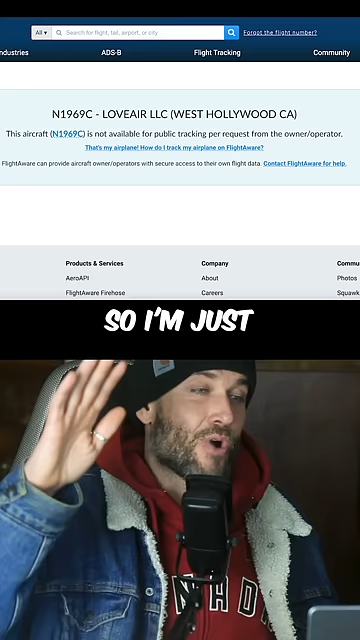 All ▾
Search for flight, tail, airport, or city
Forgot the flight number?
ndustries
ADS-B
Flight Tracking
Community
N1969C - LOVEAIR LLC (WEST HOLLYWOOD CA)
This aircraft (N1969C) is not available for public tracking per request from the owner/operator.
That's my airplane! How do I track my airplane on FlightAware?
FlightAware can provide aircraft owner/operators with secure access to their own flight data. Contact FlightAware for help.
Products & Services
Company
Commu
AeroAPI
About
Photos
FlightAware Firehose
Careers
Squawk
SO I'M JUST